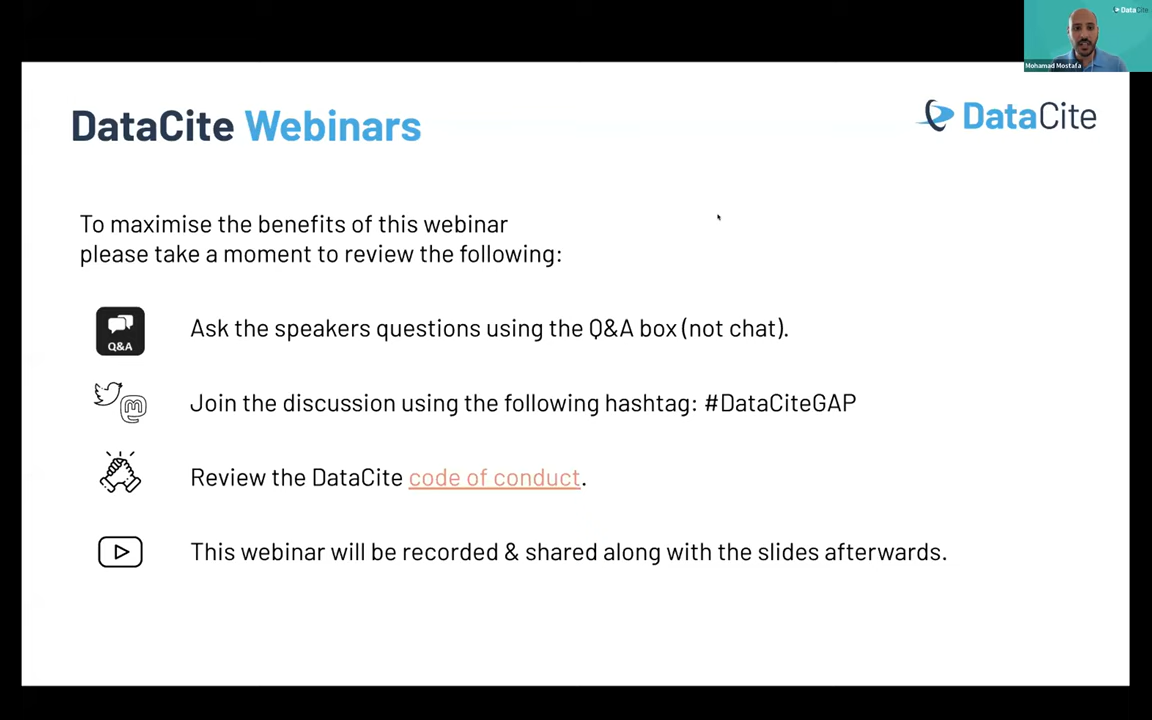 DataCite
Mohamad Mostafa
DataCite Webinars
DataCite
To maximise the benefits of this webinar
please take a moment to review the following:
Q&A
Ask the speakers questions using the Q&A box (not chat).
Join the discussion using the following hashtag: #DataCiteGAP
Review the DataCite code of conduct.
This webinar will be recorded & shared along with the slides afterwards.